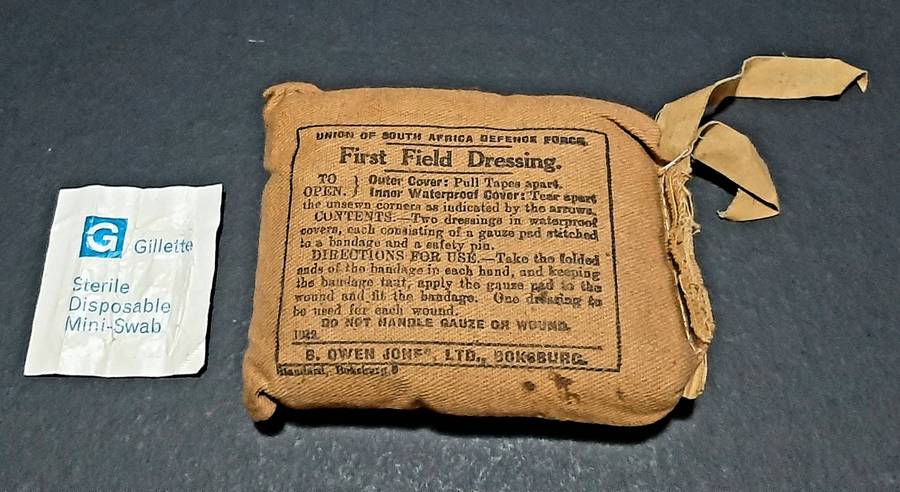 G Gillette
Sterile
Disposable
Mini-Swab
UNION OF SOUTH AFRICA DEFENCE FORCE.
First Field Dressing.
TO OPEN. } Outer Cover: Pull Tapes apart.
Inner Waterproof Cover: Tear apart
the unsewn corners as indicated by the arrows.
CONTENTS.—Two dressings in waterproof
covers, each consisting of a gauze pad stitched
to a bandage and a safety pin.
DIRECTIONS FOR USE.—Take the folded
ends of the bandage in each hand, and keeping
the bandage taut, apply the gauze pad to the
wound and fix the bandage. One dressing to
be used for each wound.
DO NOT HANDLE GAUZE OR WOUND.
B. OWEN JONES, LTD., BOKSBURG.
Standard, Boksburg